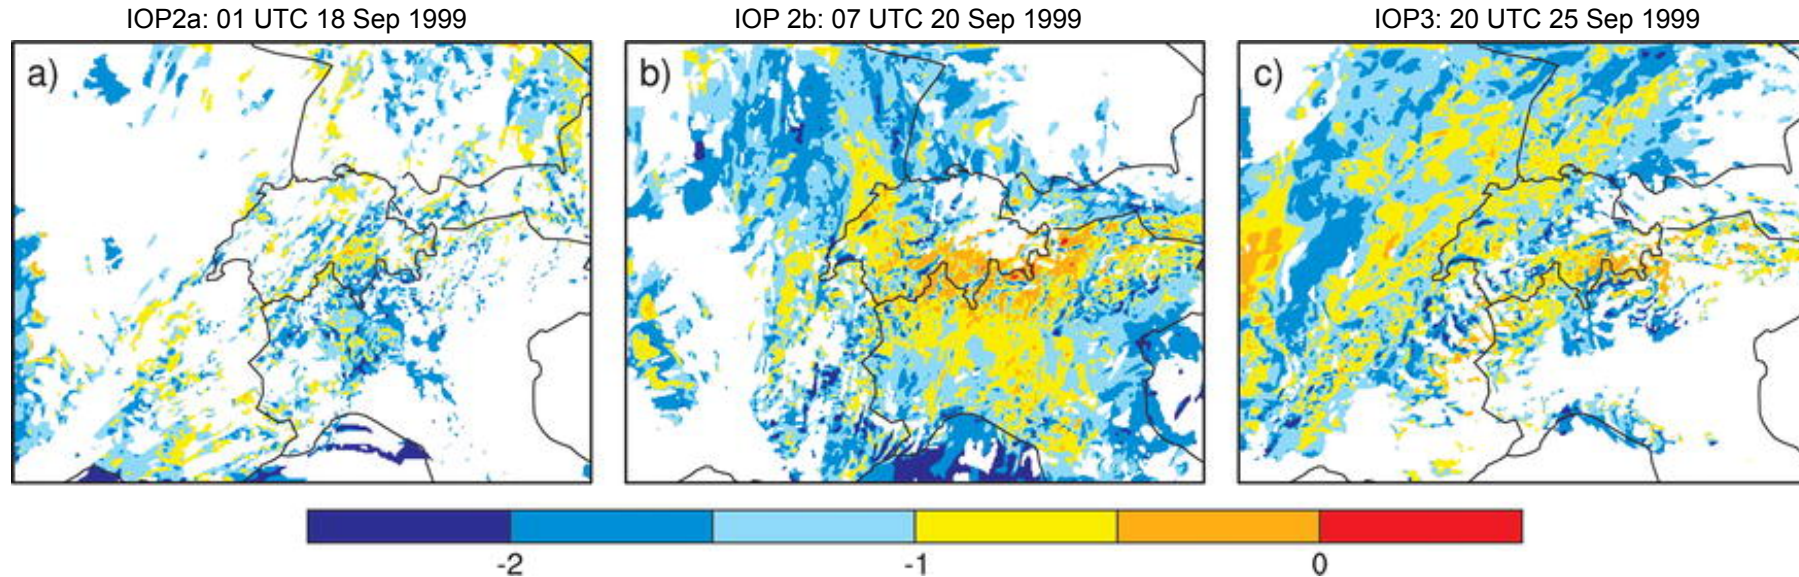 IOP2a: 01 UTC 18 Sep 1999
IOP 2b: 07 UTC 20 Sep 1999
IOP3: 20 UTC 25 Sep 1999
a)
b)
c)
-2
-1
0